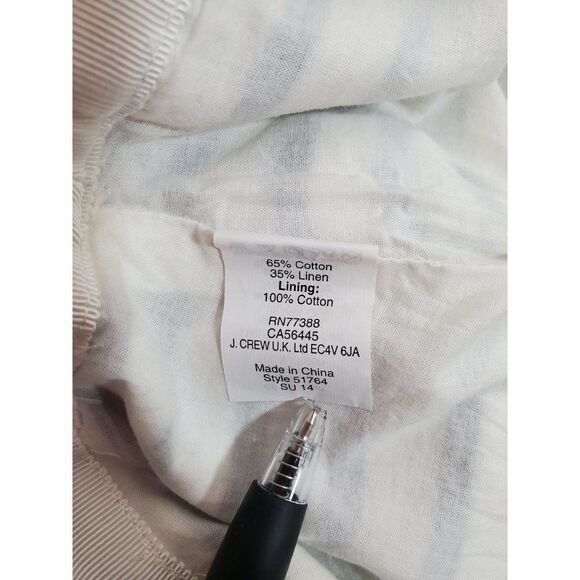 65% Cotton
35% Linen
Lining:
100% Cotton
RN77388
CA56445
J. CREW U.K. Ltd EC4V 6JA
Made in China
Style 51764
SU 14